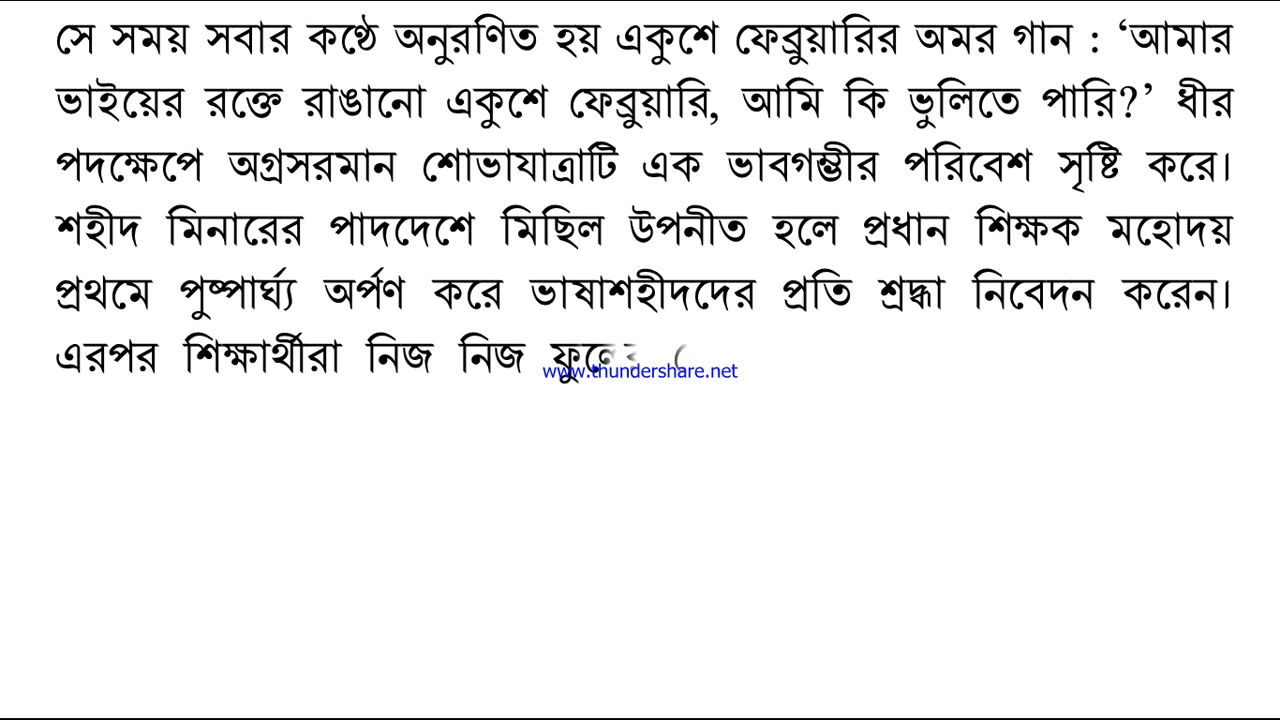 সে সময় সবার কণ্ঠে অনুরণিত হয় একুশে ফেব্রুয়ারির অমর গান : ‘আমার
ভাইয়ের রক্তে রাঙানো একুশে ফেব্রুয়ারি, আমি কি ভুলিতে পারি?’ ধীর
পদক্ষেপে অগ্রসরমান শোভাযাত্রাটি এক ভাবগম্ভীর পরিবেশ সৃষ্টি করে।
শহীদ মিনারের পাদদেশে মিছিল উপনীত হলে প্রধান শিক্ষক মহোদয়
প্রথমে পুষ্পার্ঘ্য অর্পণ করে ভাষাশহীদদের প্রতি শ্রদ্ধা নিবেদন করেন।
এরপর শিক্ষার্থীরা নিজ নিজ
www.thundershare.net